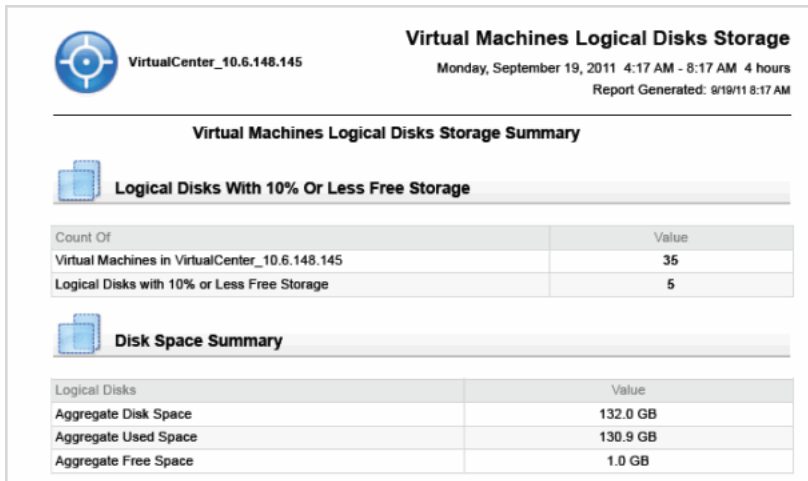 VirtualCenter_10.6.148.145
Virtual Machines Logical Disks Storage
Monday, September 19, 2011 4:17 AM - 8:17 AM 4 hours
Report Generated: 9/19/11 8:17 AM
Virtual Machines Logical Disks Storage Summary
Logical Disks With 10% Or Less Free Storage
Count Of Value
Virtual Machines in VirtualCenter_10.6.148.145 35
Logical Disks with 10% or Less Free Storage 5
Disk Space Summary
Logical Disks Value
Aggregate Disk Space 132.0 GB
Aggregate Used Space 130.9 GB
Aggregate Free Space 1.0 GB